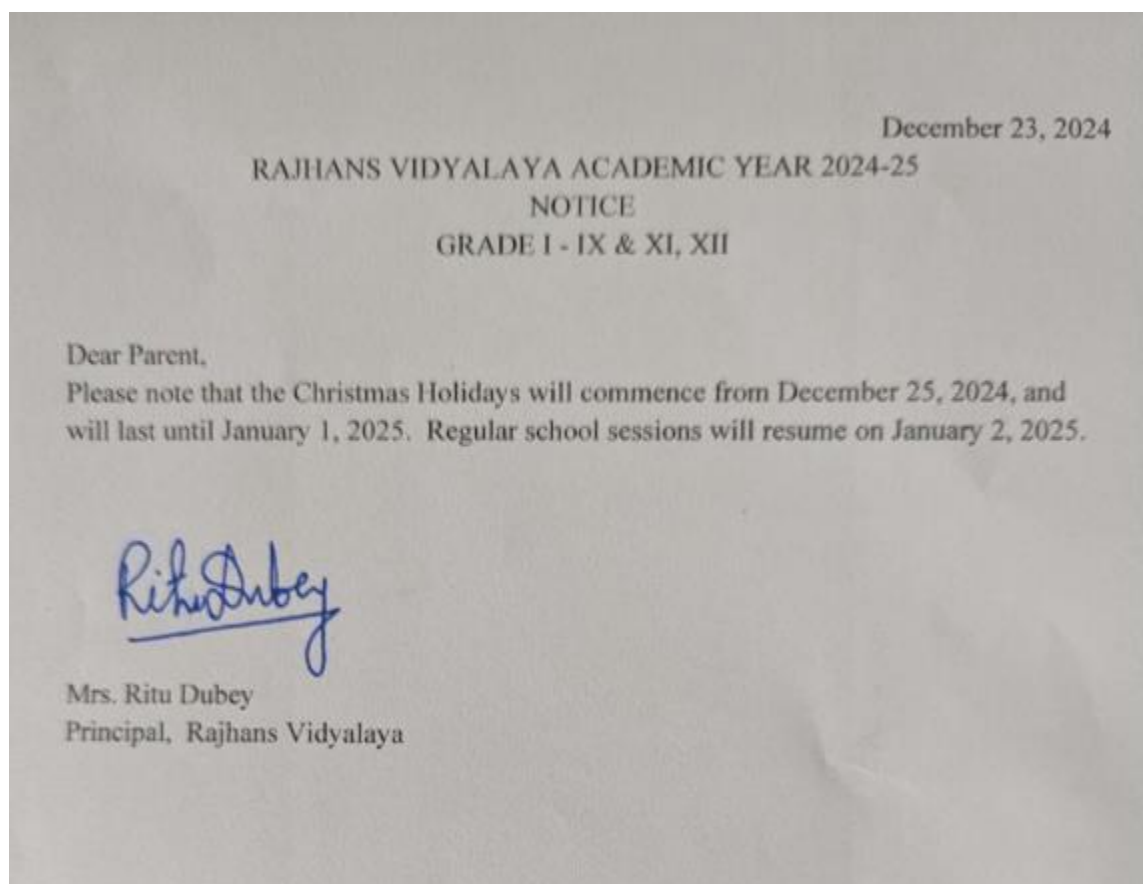 December 23, 2024
RAJHANS VIDYALAYA ACADEMIC YEAR 2024-25
NOTICE
GRADE I - IX & XI, XII
Dear Parent,
Please note that the Christmas Holidays will commence from December 25, 2024, and
will last until January 1, 2025.  Regular school sessions will resume on January 2, 2025.
Ritu Dubey
Mrs. Ritu Dubey
Principal,  Rajhans Vidyalaya